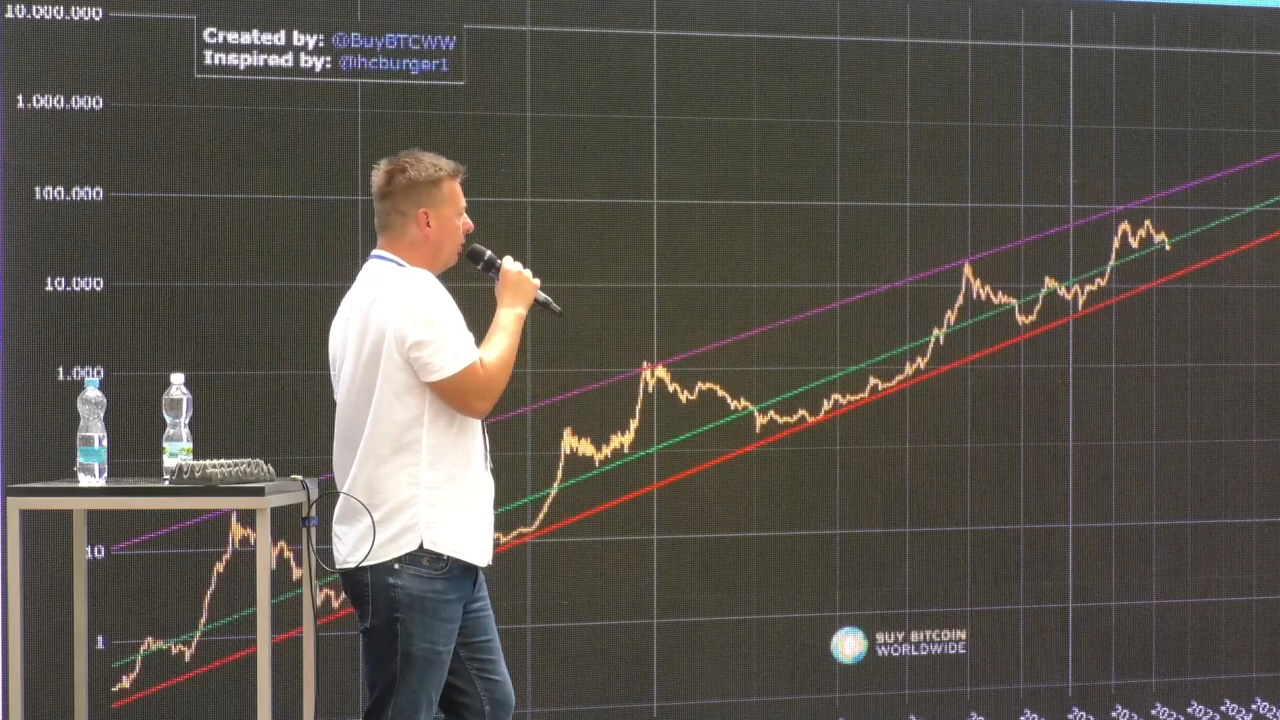 10.000.000
Created by: @BuyBTCWW
Inspired by: @hcburger1
1.000.000
100.000
10.000
1.000
10
1
BUY BITCOIN
WORLDWIDE